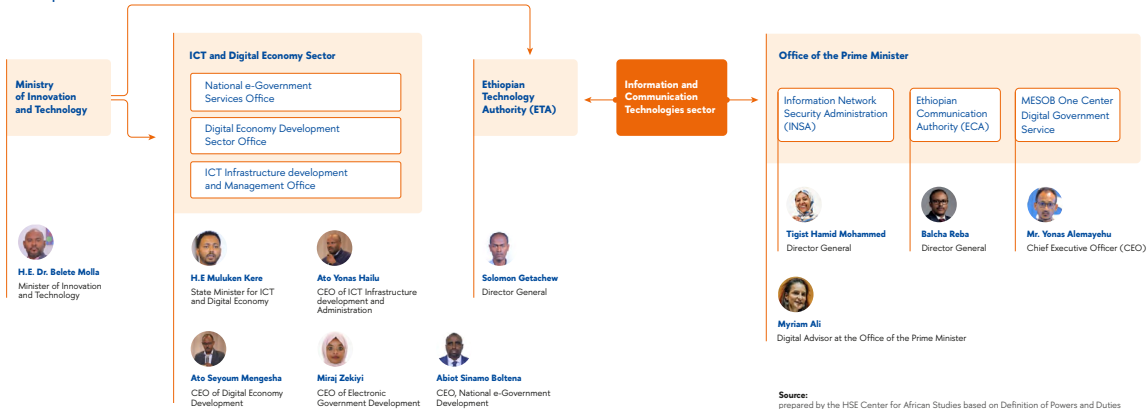 Ministry
of Innovation
and Technology
H.E. Dr. Belete Molla
Minister of Innovation
and Technology
ICT and Digital Economy Sector
National e-Government
Services Office
Digital Economy Development
Sector Office
ICT Infrastructure development
and Management Office
H.E Muluken Kere
State Minister for ICT
and Digital Economy
Ato Yonas Hailu
CEO of ICT Infrastructure
development and
Administration
Ato Seyoum Mengesha
CEO of Digital Economy
Development
Miraj Zekiyi
CEO of Electronic
Government Development
Abiot Sinamo Boltena
CEO, National e-Government
Development
Ethiopian
Technology
Authority (ETA)
Solomon Getachew
Director General
Information and
Communication
Technologies sector
Office of the Prime Minister
Information Network
Security Administration
(INSA)
Ethiopian
Communication
Authority (ECA)
MESOB One Center
Digital Government
Service
Tigist Hamid Mohammed
Director General
Balcha Reba
Director General
Mr. Yonas Alemayehu
Chief Executive Officer (CEO)
Myriam Ali
Digital Advisor at the Office of the Prime Minister
Source:
prepared by the HSE Center for African Studies based on Definition of Powers and Duties